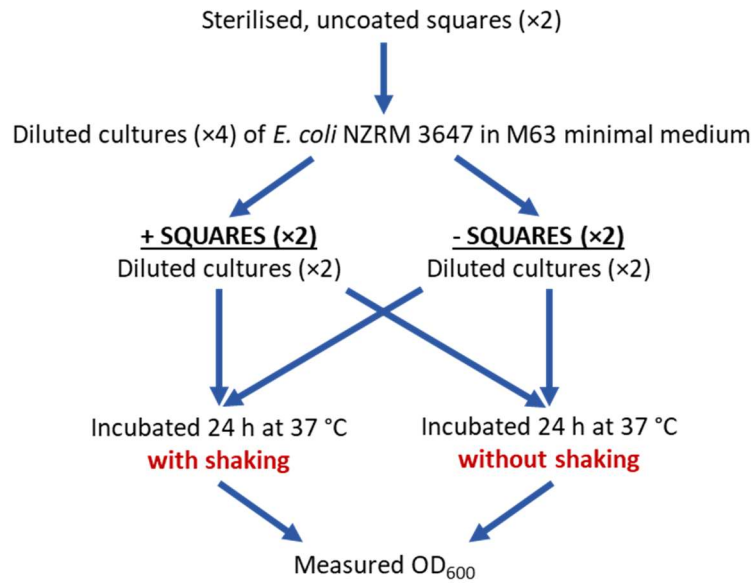 Sterilised, uncoated squares (×2)
Diluted cultures (×4) of E. coli NZRM 3647 in M63 minimal medium
+ SQUARES (×2)
Diluted cultures (×2)
- SQUARES (×2)
Diluted cultures (×2)
Incubated 24 h at 37 °C
with shaking
Incubated 24 h at 37 °C
without shaking
Measured OD₆₀₀